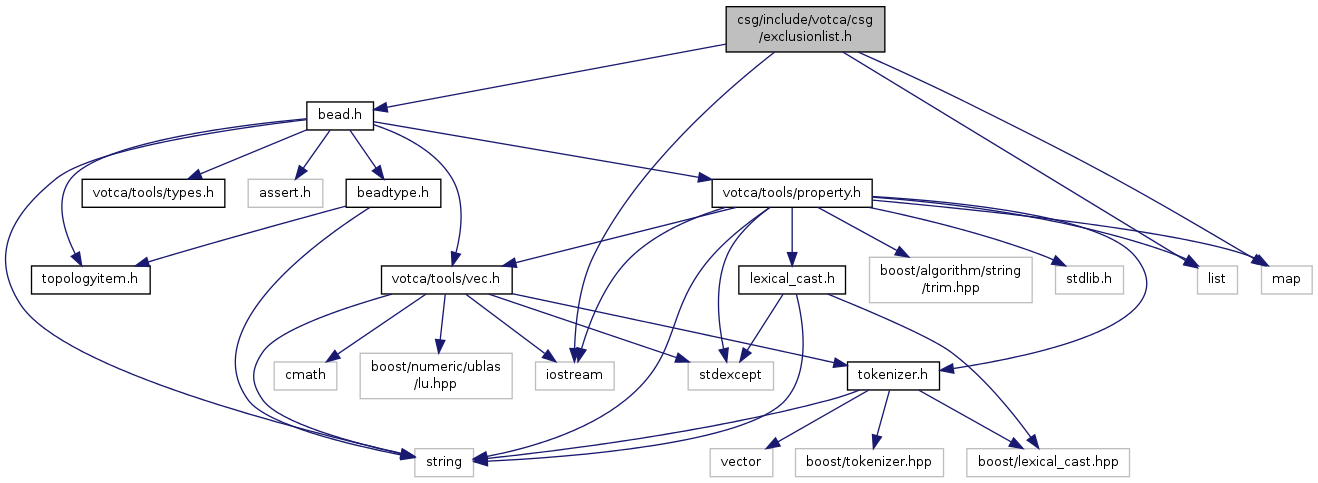 csg/include/votca/csg
/exclusionlist.h
bead.h
votca/tools/types.h
assert.h
beadtype.h
votca/tools/property.h
topologyitem.h
votca/tools/vec.h
lexical_cast.h
boost/algorithm/string
/trim.hpp
stdlib.h
list
map
cmath
boost/numeric/ublas
/lu.hpp
iostream
stdexcept
tokenizer.h
string
vector
boost/tokenizer.hpp
boost/lexical_cast.hpp